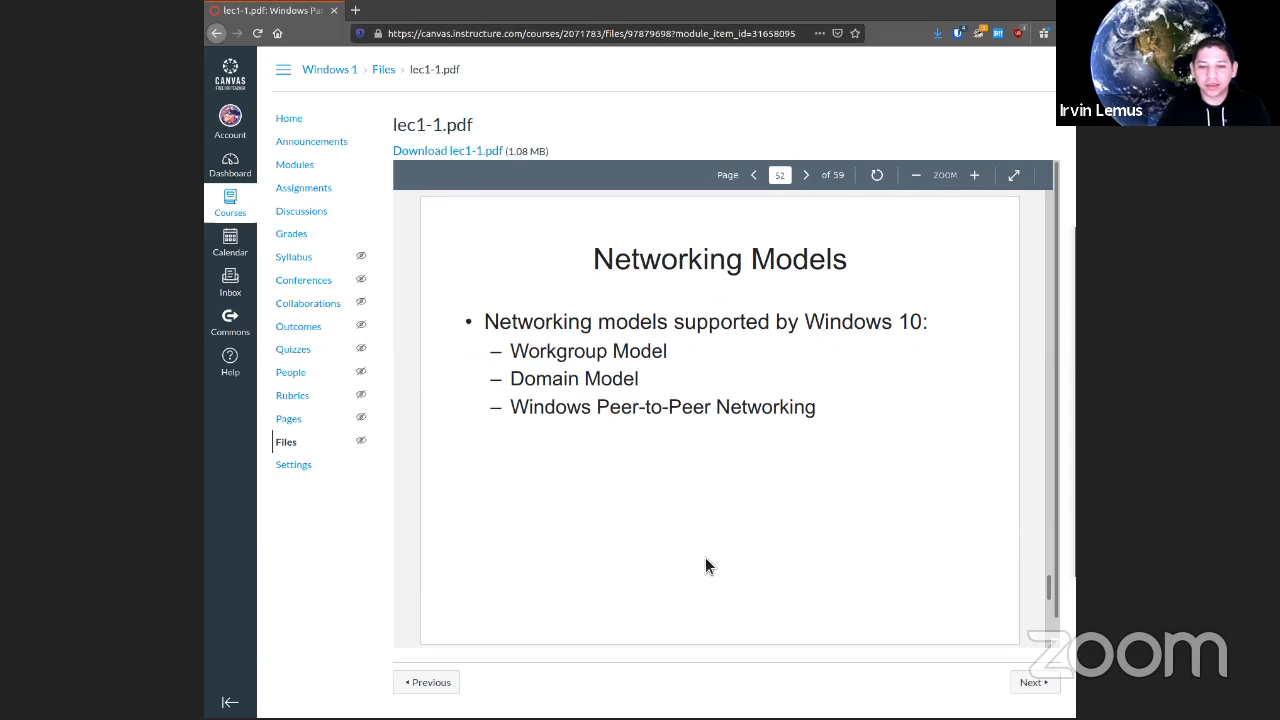 lec1-1.pdf: Windows Par
https://canvas.instructure.com/courses/2071783/files/97879698?module_item_id=31658095
Irvin Lemus
CANVAS
FREE FOR TEACHER
Account
Dashboard
Courses
Calendar
Inbox
Commons
Help
Windows 1 › Files › lec1-1.pdf
Home
Announcements
Modules
Assignments
Discussions
Grades
Syllabus
Conferences
Collaborations
Outcomes
Quizzes
People
Rubrics
Pages
Files
Settings
lec1-1.pdf
Download lec1-1.pdf (1.08 MB)
Page 52 of 59 ZOOM
Networking Models
• Networking models supported by Windows 10:
– Workgroup Model
– Domain Model
– Windows Peer-to-Peer Networking
Previous
Next
zoom